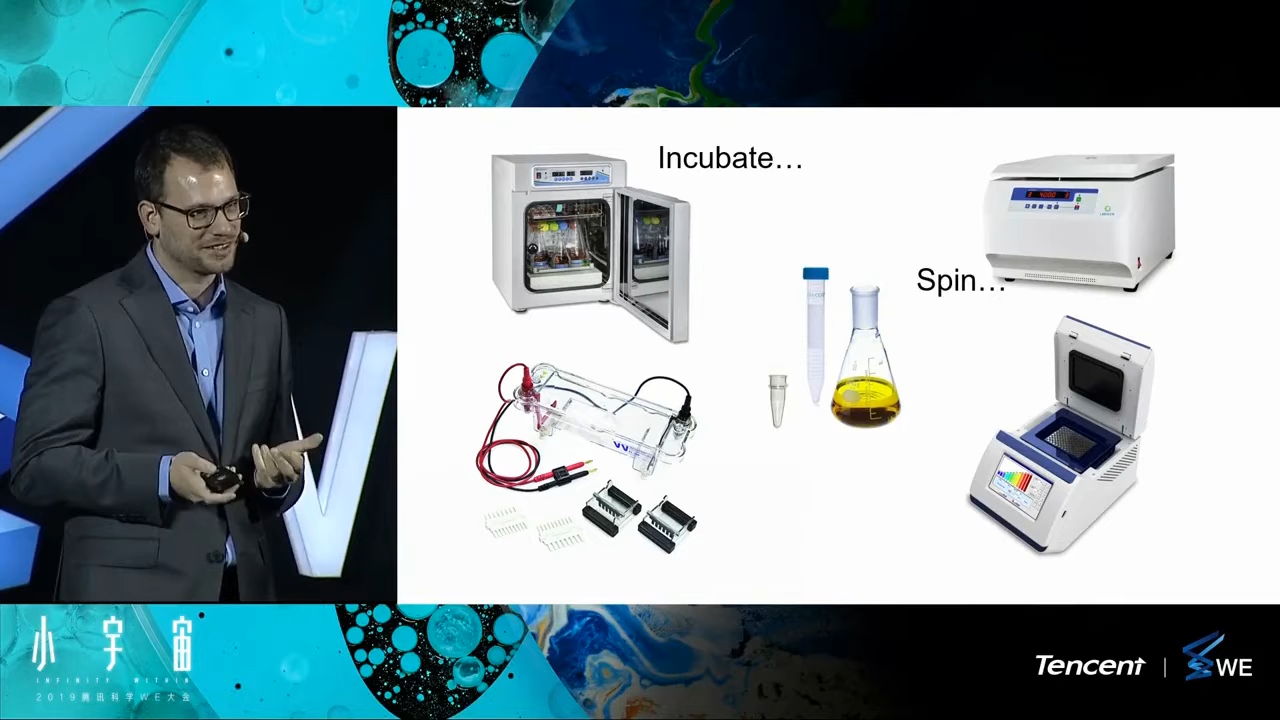 Incubate…
Spin…
小宇宙
INFINITY WITHIN
2019腾讯科学WE大会
Tencent
WE